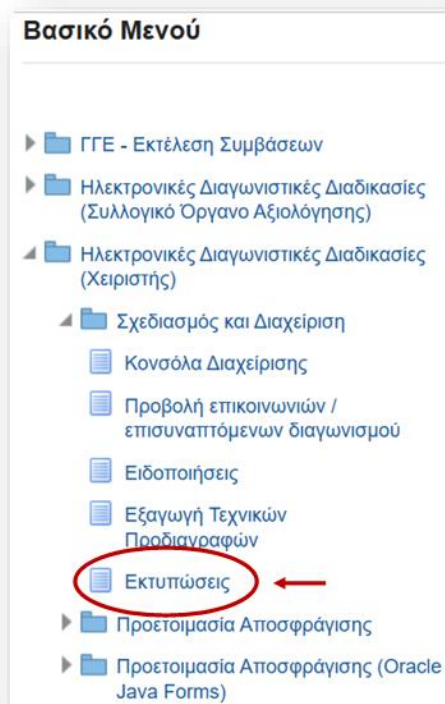 Βασικό Μενού
ΓΓΕ - Εκτέλεση Συμβάσεων
Ηλεκτρονικές Διαγωνιστικές Διαδικασίες
(Συλλογικό Όργανο Αξιολόγησης)
Ηλεκτρονικές Διαγωνιστικές Διαδικασίες
(Χειριστής)
Σχεδιασμός και Διαχείριση
Κονσόλα Διαχείρισης
Προβολή επικοινωνιών /
επισυναπτόμενων διαγωνισμού
Ειδοποιήσεις
Εξαγωγή Τεχνικών
Προδιαγραφών
Εκτυπώσεις
Προετοιμασία Αποσφράγισης
Προετοιμασία Αποσφράγισης (Oracle
Java Forms)